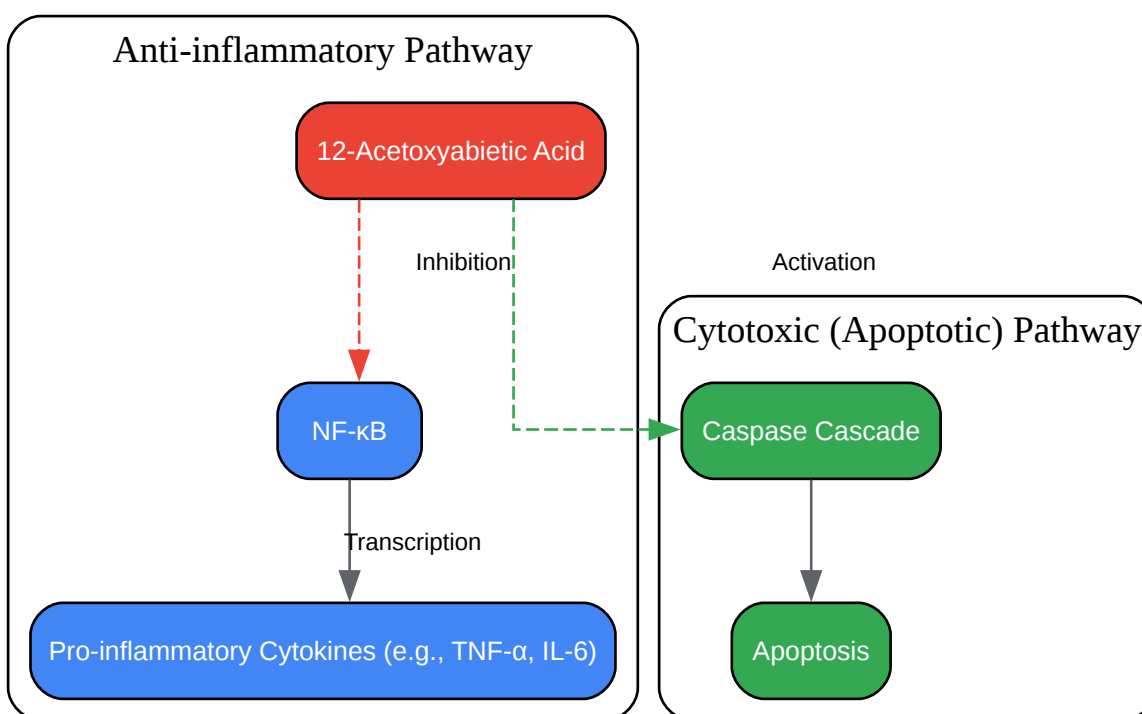 Anti-inflammatory Pathway
12-Acetoxyabietic Acid
Inhibition
Activation
Cytotoxic (Apoptotic) Pathway
NF-κB
Caspase Cascade
Transcription
Pro-inflammatory Cytokines (e.g., TNF-α, IL-6)
Apoptosis